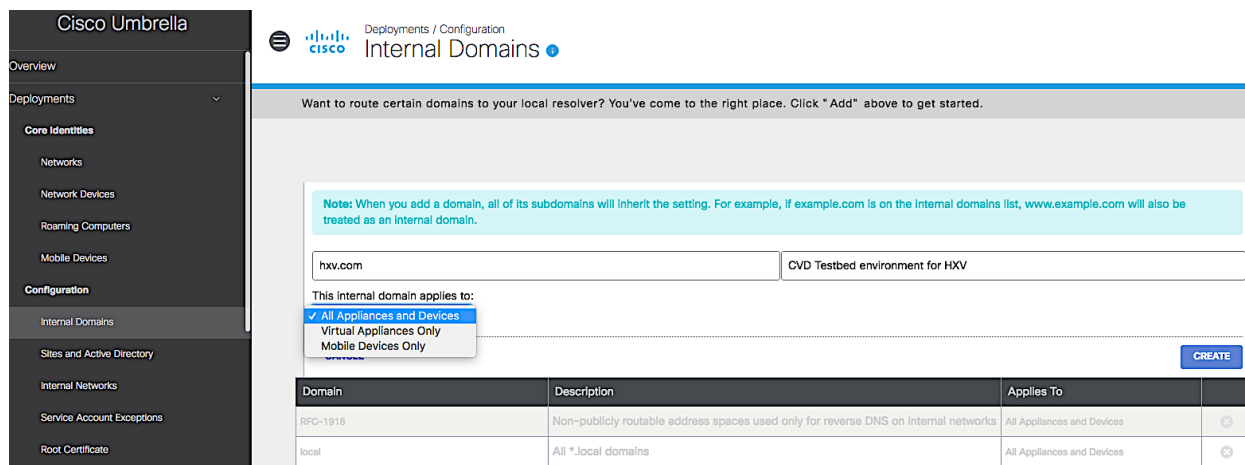 Cisco Umbrella
Overview
Deployments
Core Identities
Networks
Network Devices
Roaming Computers
Mobile Devices
Configuration
Internal Domains
Sites and Active Directory
Internal Networks
Service Account Exceptions
Root Certificate
cisco
Deployments / Configuration
Internal Domains
Want to route certain domains to your local resolver? You've come to the right place. Click "Add" above to get started.
Note: When you add a domain, all of its subdomains will inherit the setting. For example, if example.com is on the internal domains list, www.example.com will also be
treated as an internal domain.
hxv.com CVD Testbed environment for HXV
This internal domain applies to:
✓ All Appliances and Devices
Virtual Appliances Only
Mobile Devices Only
CANCEL CREATE
Domain Description Applies To
RFC-1918 Non-publicly routable address spaces used only for reverse DNS on internal networks All Appliances and Devices
local All *.local domains All Appliances and Devices